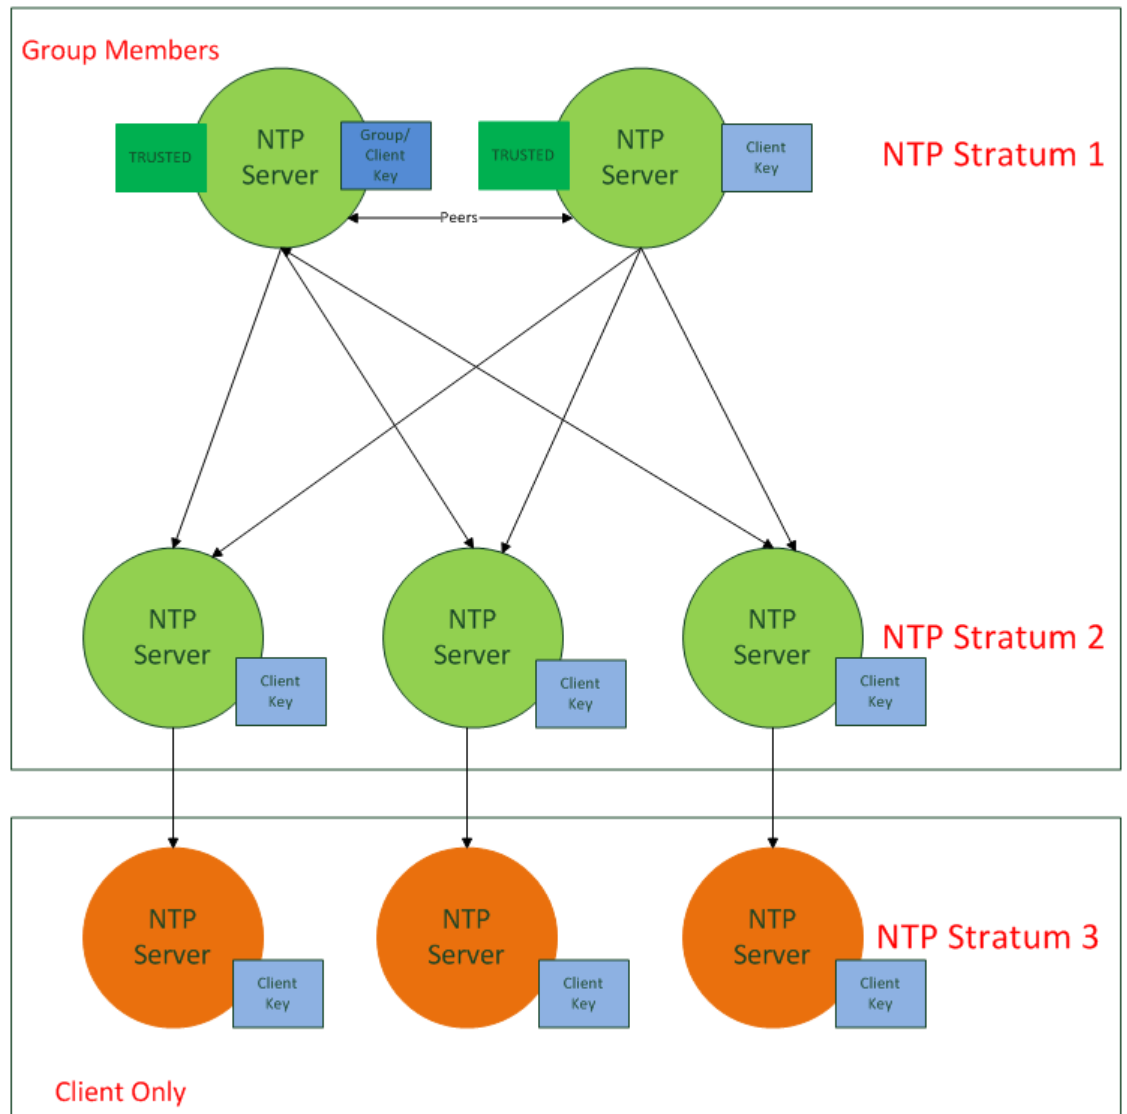 Group Members
TRUSTED
NTP
Server
Group/
Client
Key
TRUSTED
NTP
Server
Client
Key
NTP Stratum 1
Peers
NTP
Server
Client
Key
NTP
Server
Client
Key
NTP
Server
Client
Key
NTP Stratum 2
NTP
Server
Client
Key
NTP
Server
Client
Key
NTP
Server
Client
Key
NTP Stratum 3
Client Only